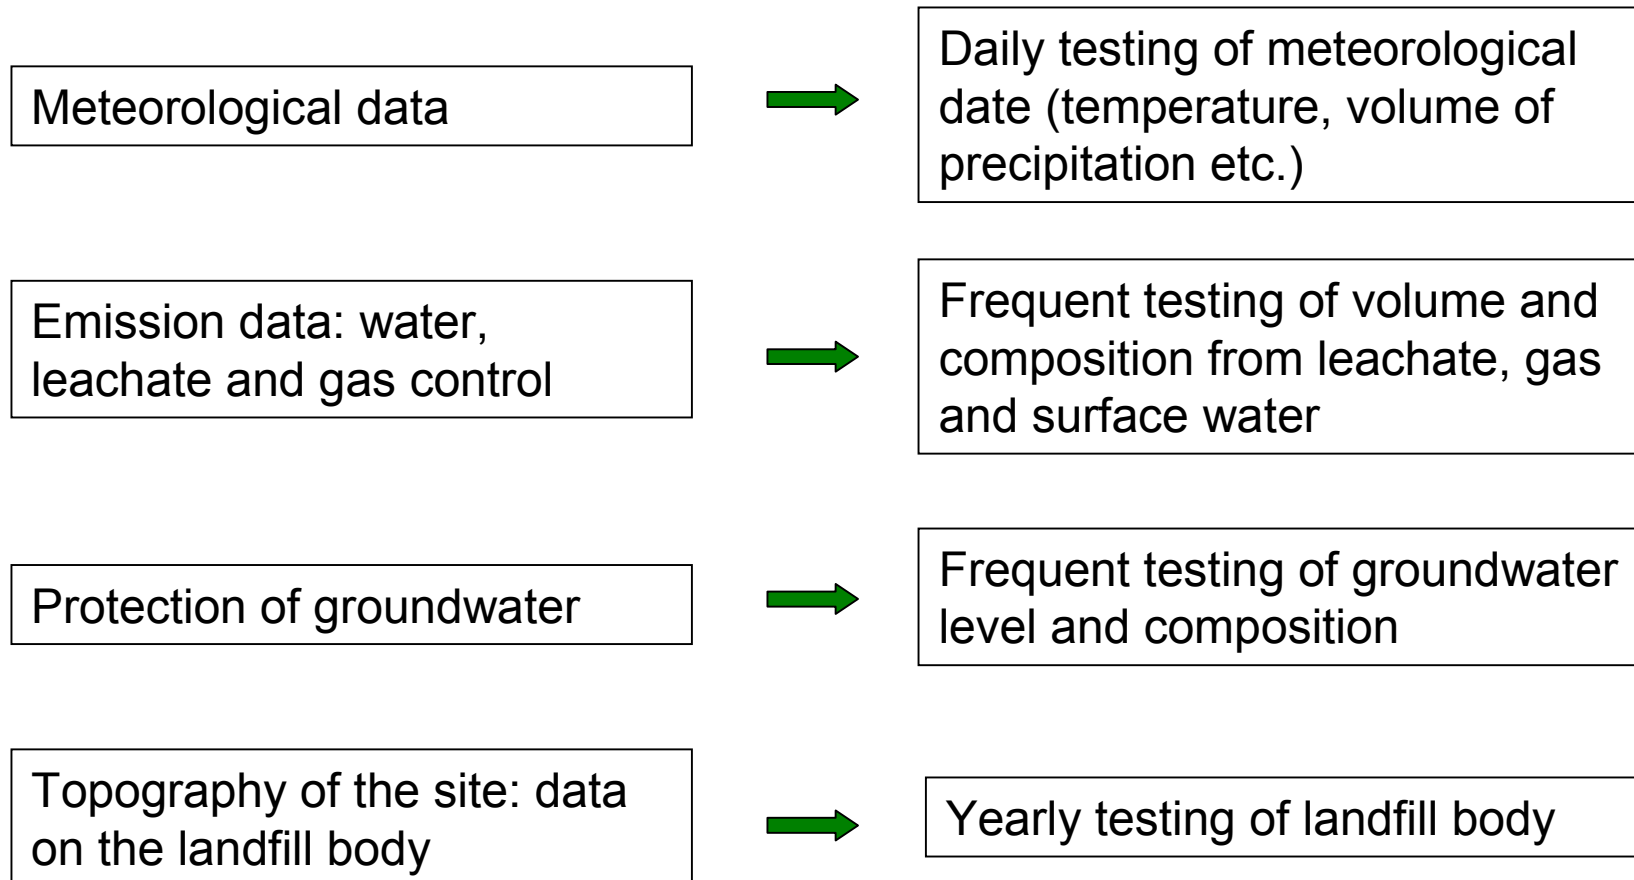 Meteorological data
Daily testing of meteorological
date (temperature, volume of
precipitation etc.)
Emission data: water,
leachate and gas control
Frequent testing of volume and
composition from leachate, gas
and surface water
Protection of groundwater
Frequent testing of groundwater
level and composition
Topography of the site: data
on the landfill body
Yearly testing of landfill body